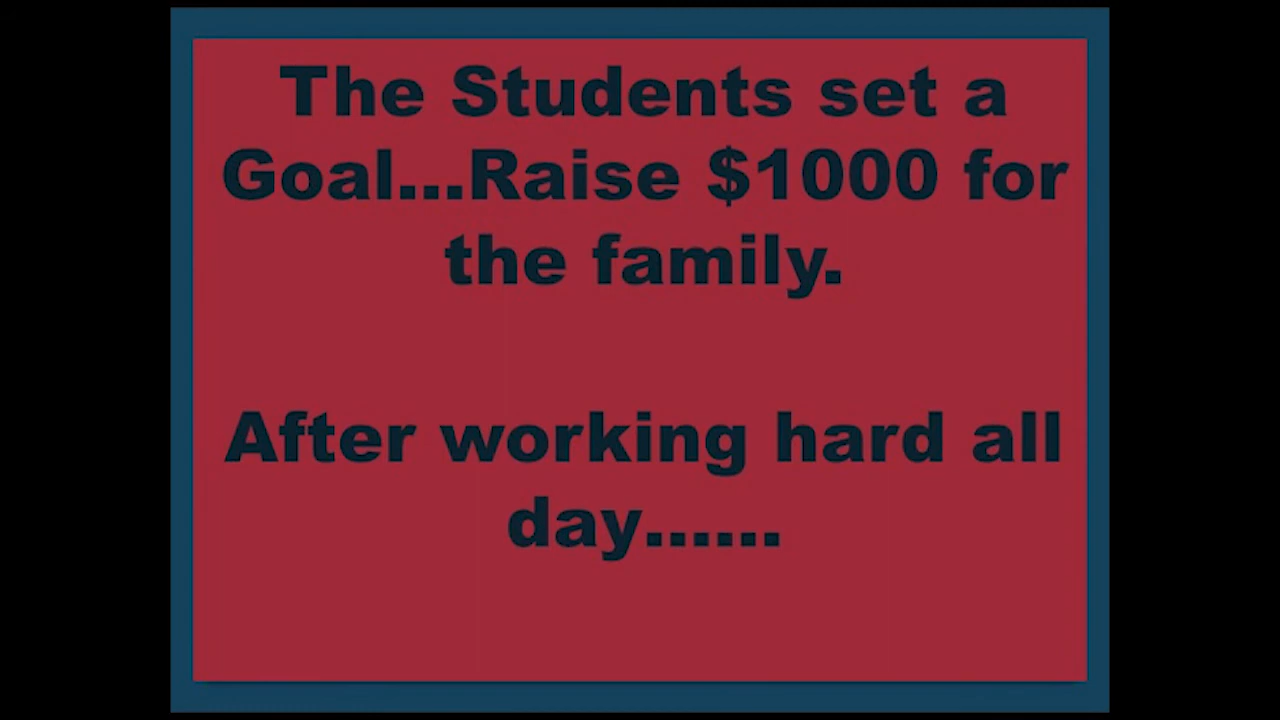 The Students set a
Goal...Raise $1000 for
the family.
After working hard all
day......